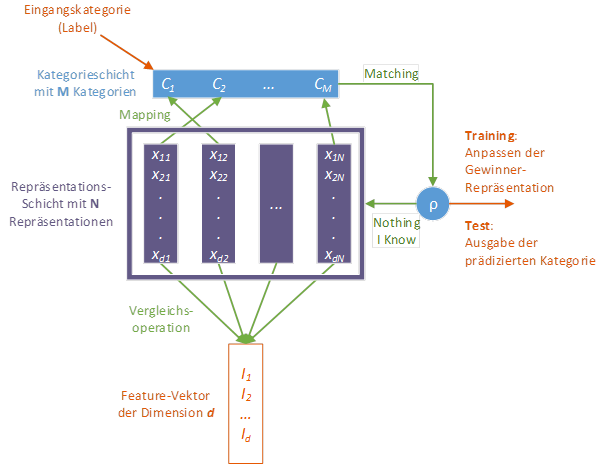 Eingangskategorie
(Label)
Kategorieschicht
mit M Kategorien
C1 C2 ... CM
Matching
Mapping
Training:
Anpassen der
Gewinner-
Repräsentation
Repräsentations-
Schicht mit N
Repräsentationen
x11 x12 x1N
x21 x22 x2N
. . .
. . ... .
. . .
xd1 xd2 xdN
ρ
Nothing
I Know
Test:
Ausgabe der
prädizierten Kategorie
Vergleichs-
operation
Feature-Vektor
der Dimension d
I1
I2
...
Id